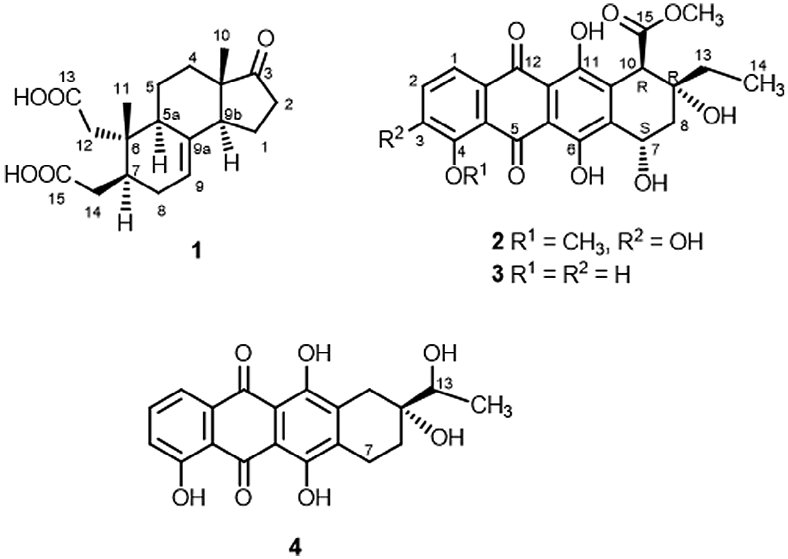 10
O
4
13
11
5
3
HOOC
5a
9b
2
12
6
9a
H
1
H
HOOC
7
15
9
14
8
H
1
15
O
OCH₃
O
OH
1
12
11
10
13
14
2
R
R
CH₃
R²
OH
3
5
S
8
4
6
7
OR¹
O
OH
HO
2 R¹ = CH₃, R² = OH
3 R¹ = R² = H
O
OH
OH
13
CH₃
OH
7
OH
O
OH
4